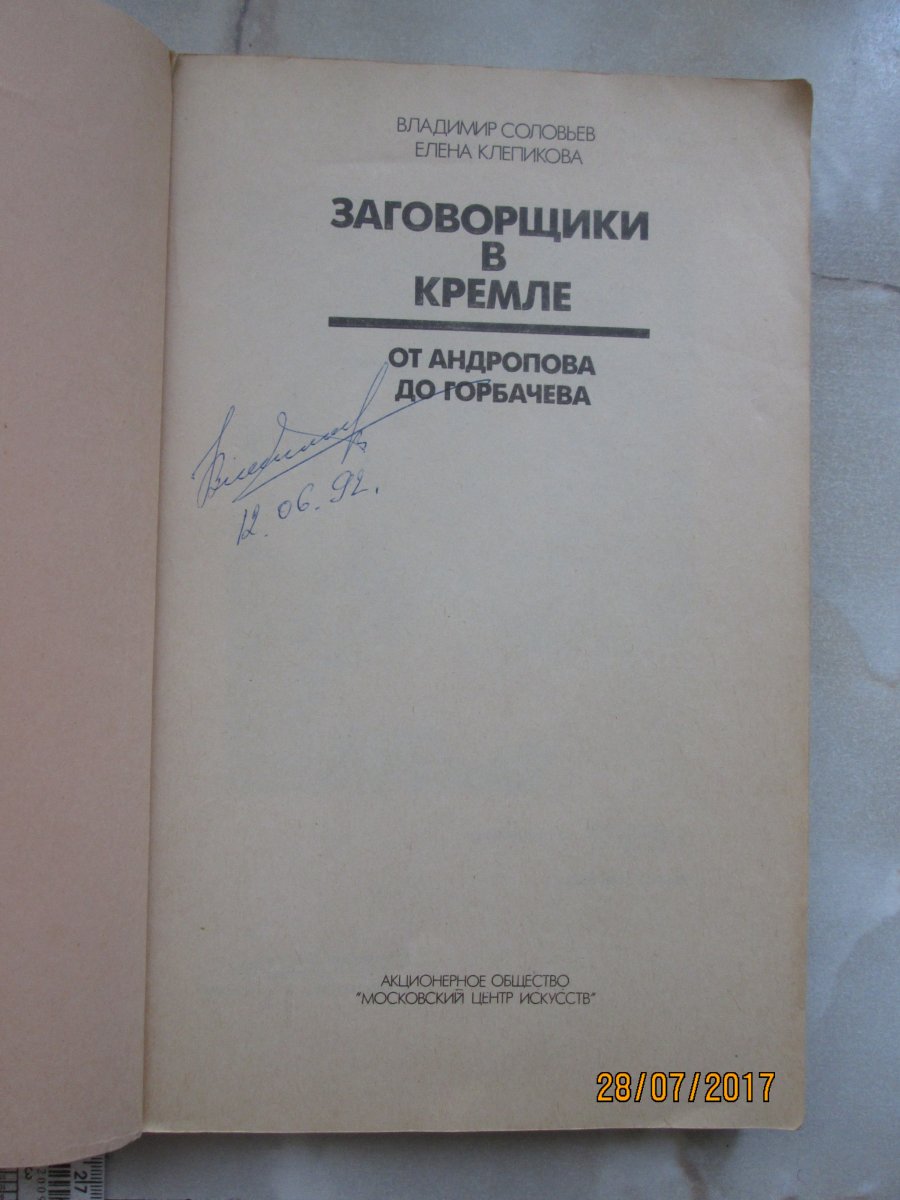 ВЛАДИМИР СОЛОВЬЕВ
ЕЛЕНА КЛЕПИКОВА
ЗАГОВОРЩИКИ
В
КРЕМЛЕ
ОТ АНДРОПОВА
ДО ГОРБАЧЕВА
12.06.92.
АКЦИОНЕРНОЕ ОБЩЕСТВО
"МОСКОВСКИЙ ЦЕНТР ИСКУССТВ"
28/07/2017
27